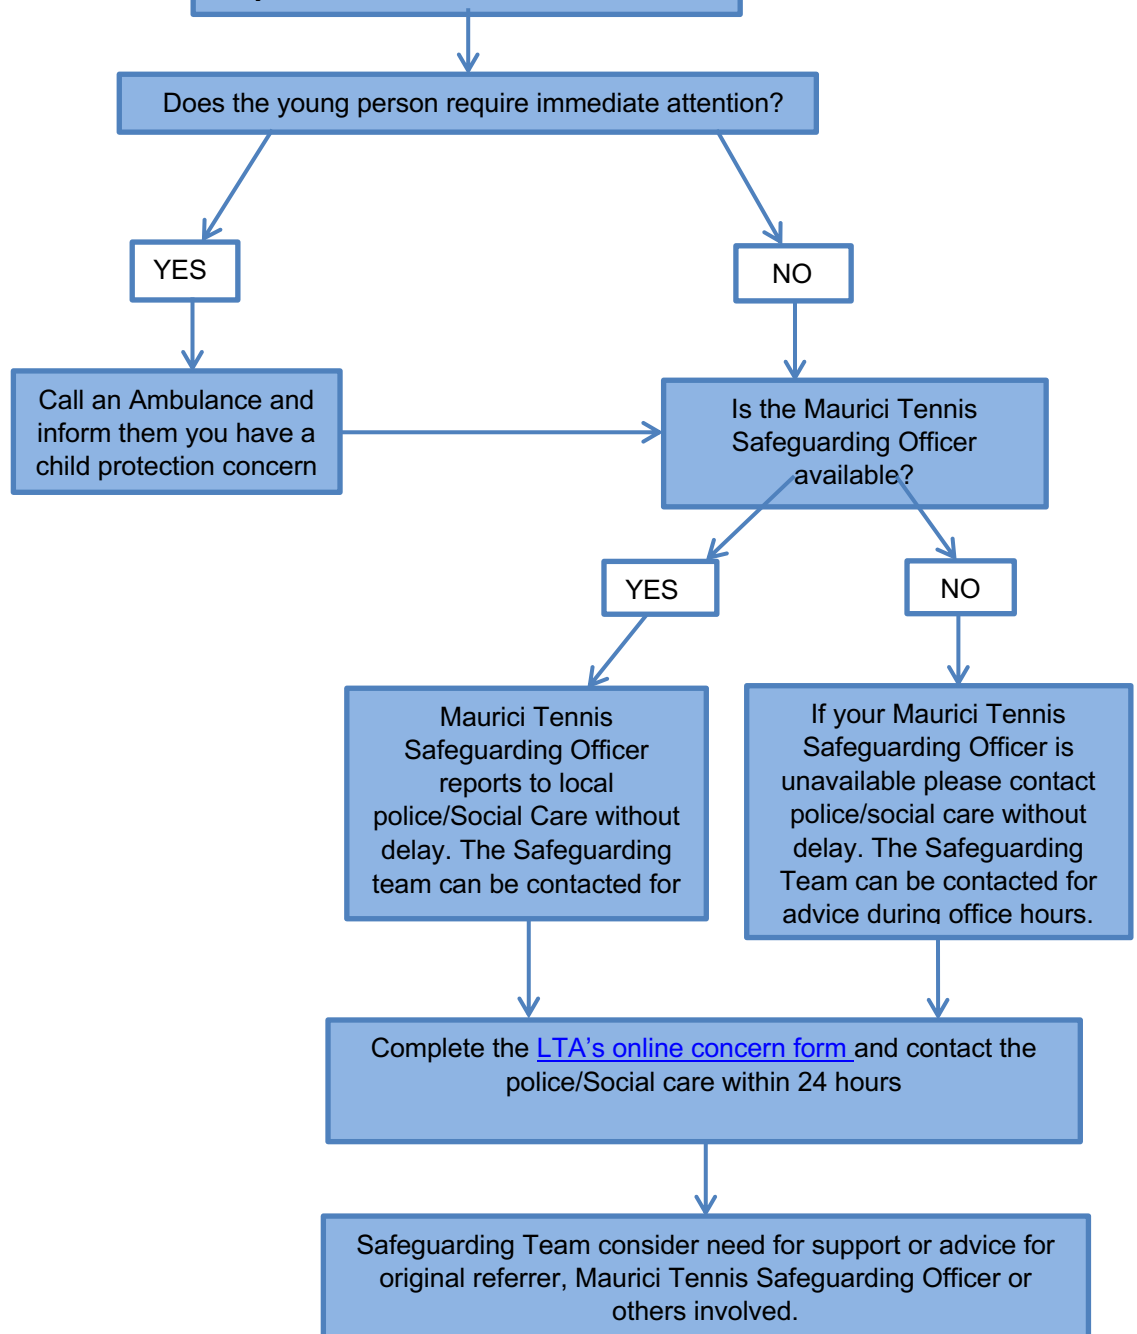 Does the young person require immediate attention?
YES
NO
Call an Ambulance and
inform them you have a
child protection concern
Is the Maurici Tennis
Safeguarding Officer
available?
YES
NO
Maurici Tennis
Safeguarding Officer
reports to local
police/Social Care without
delay. The Safeguarding
team can be contacted for
If your Maurici Tennis
Safeguarding Officer is
unavailable please contact
police/social care without
delay. The Safeguarding
Team can be contacted for
advice during office hours.
Complete the LTA's online concern form and contact the
police/Social care within 24 hours
Safeguarding Team consider need for support or advice for
original referrer, Maurici Tennis Safeguarding Officer or
others involved.